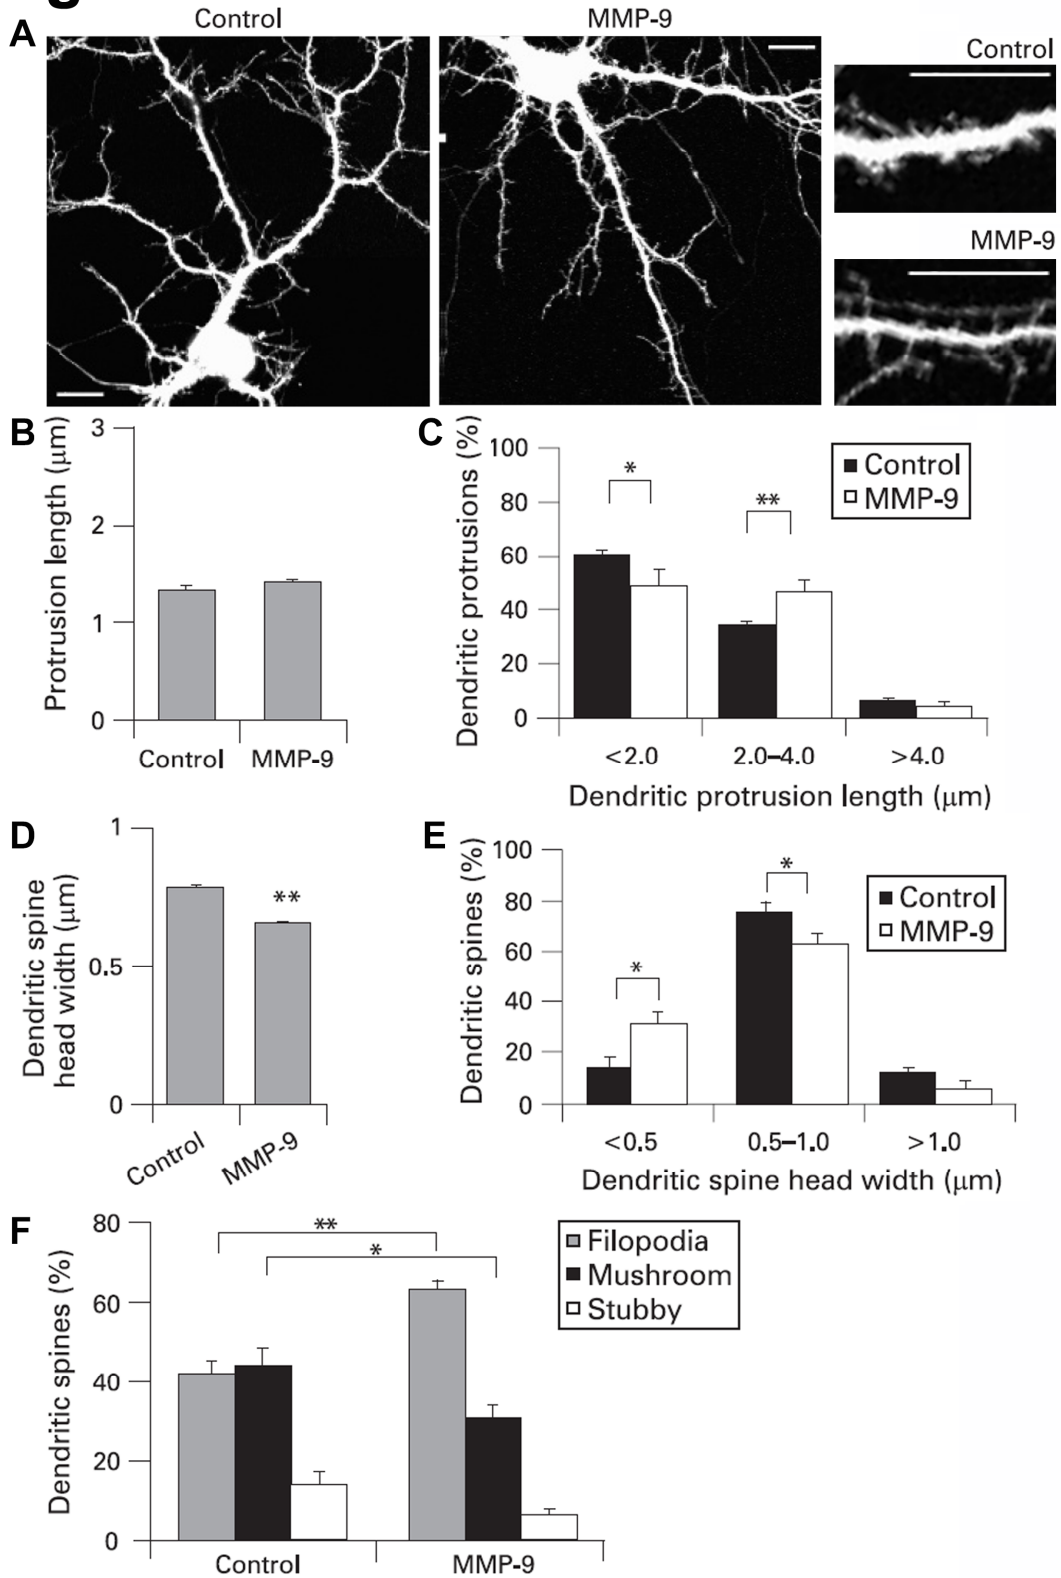 A
Control
MMP-9
Control
MMP-9
B
Protrusion length (μm)
3
2
1
0
Control
MMP-9
C
Dendritic protrusions (%)
100
80
60
40
20
0
*
**
Control
MMP-9
<2.0
2.0–4.0
>4.0
Dendritic protrusion length (μm)
D
Dendritic spine
head width (μm)
1
0.5
0
**
Control
MMP-9
E
Dendritic spines (%)
100
80
60
40
20
0
*
*
Control
MMP-9
<0.5
0.5–1.0
>1.0
Dendritic spine head width (μm)
F
Dendritic spines (%)
80
60
40
20
0
**
*
Filopodia
Mushroom
Stubby
Control
MMP-9